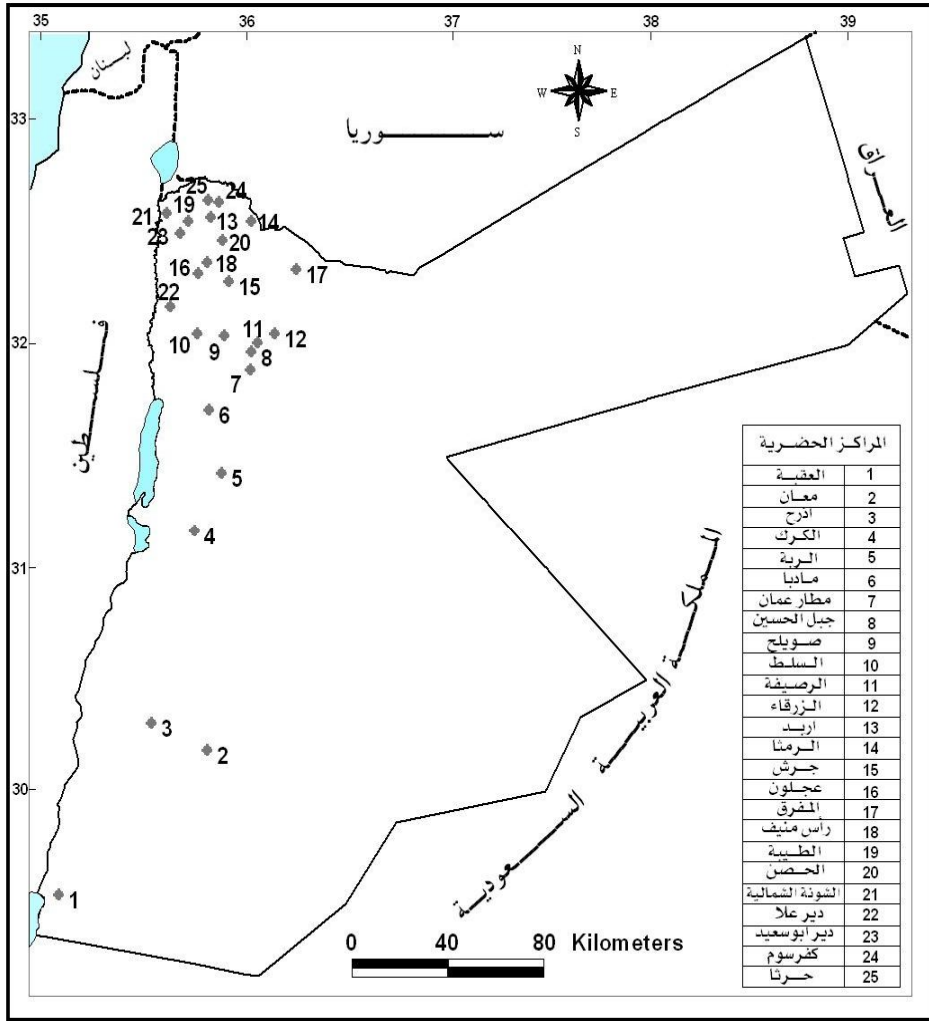 35 36 37 38 39
33
32
31
30
N
W E
S
لبنان
سوريا
العراق
فلسطين
المملكة العربية السعودية
25 24
21 19 13 14
23 20
16 18 17
15
22
10 9 11 12
8
7
6
5
4
3
2
1
0 40 80 Kilometers
المراكز الحضرية
العقبة 1
معان 2
اذرح 3
الكرك 4
الربة 5
مادبا 6
مطار عمان 7
جبل الحسين 8
صويلح 9
السلط 10
الرصيفة 11
الزرقاء 12
اربد 13
الرمثا 14
جرش 15
عجلون 16
المفرق 17
رأس منيف 18
الطيبة 19
الحصن 20
الشونة الشمالية 21
دير علا 22
دير ابوسعيد 23
كفرسوم 24
حرثا 25